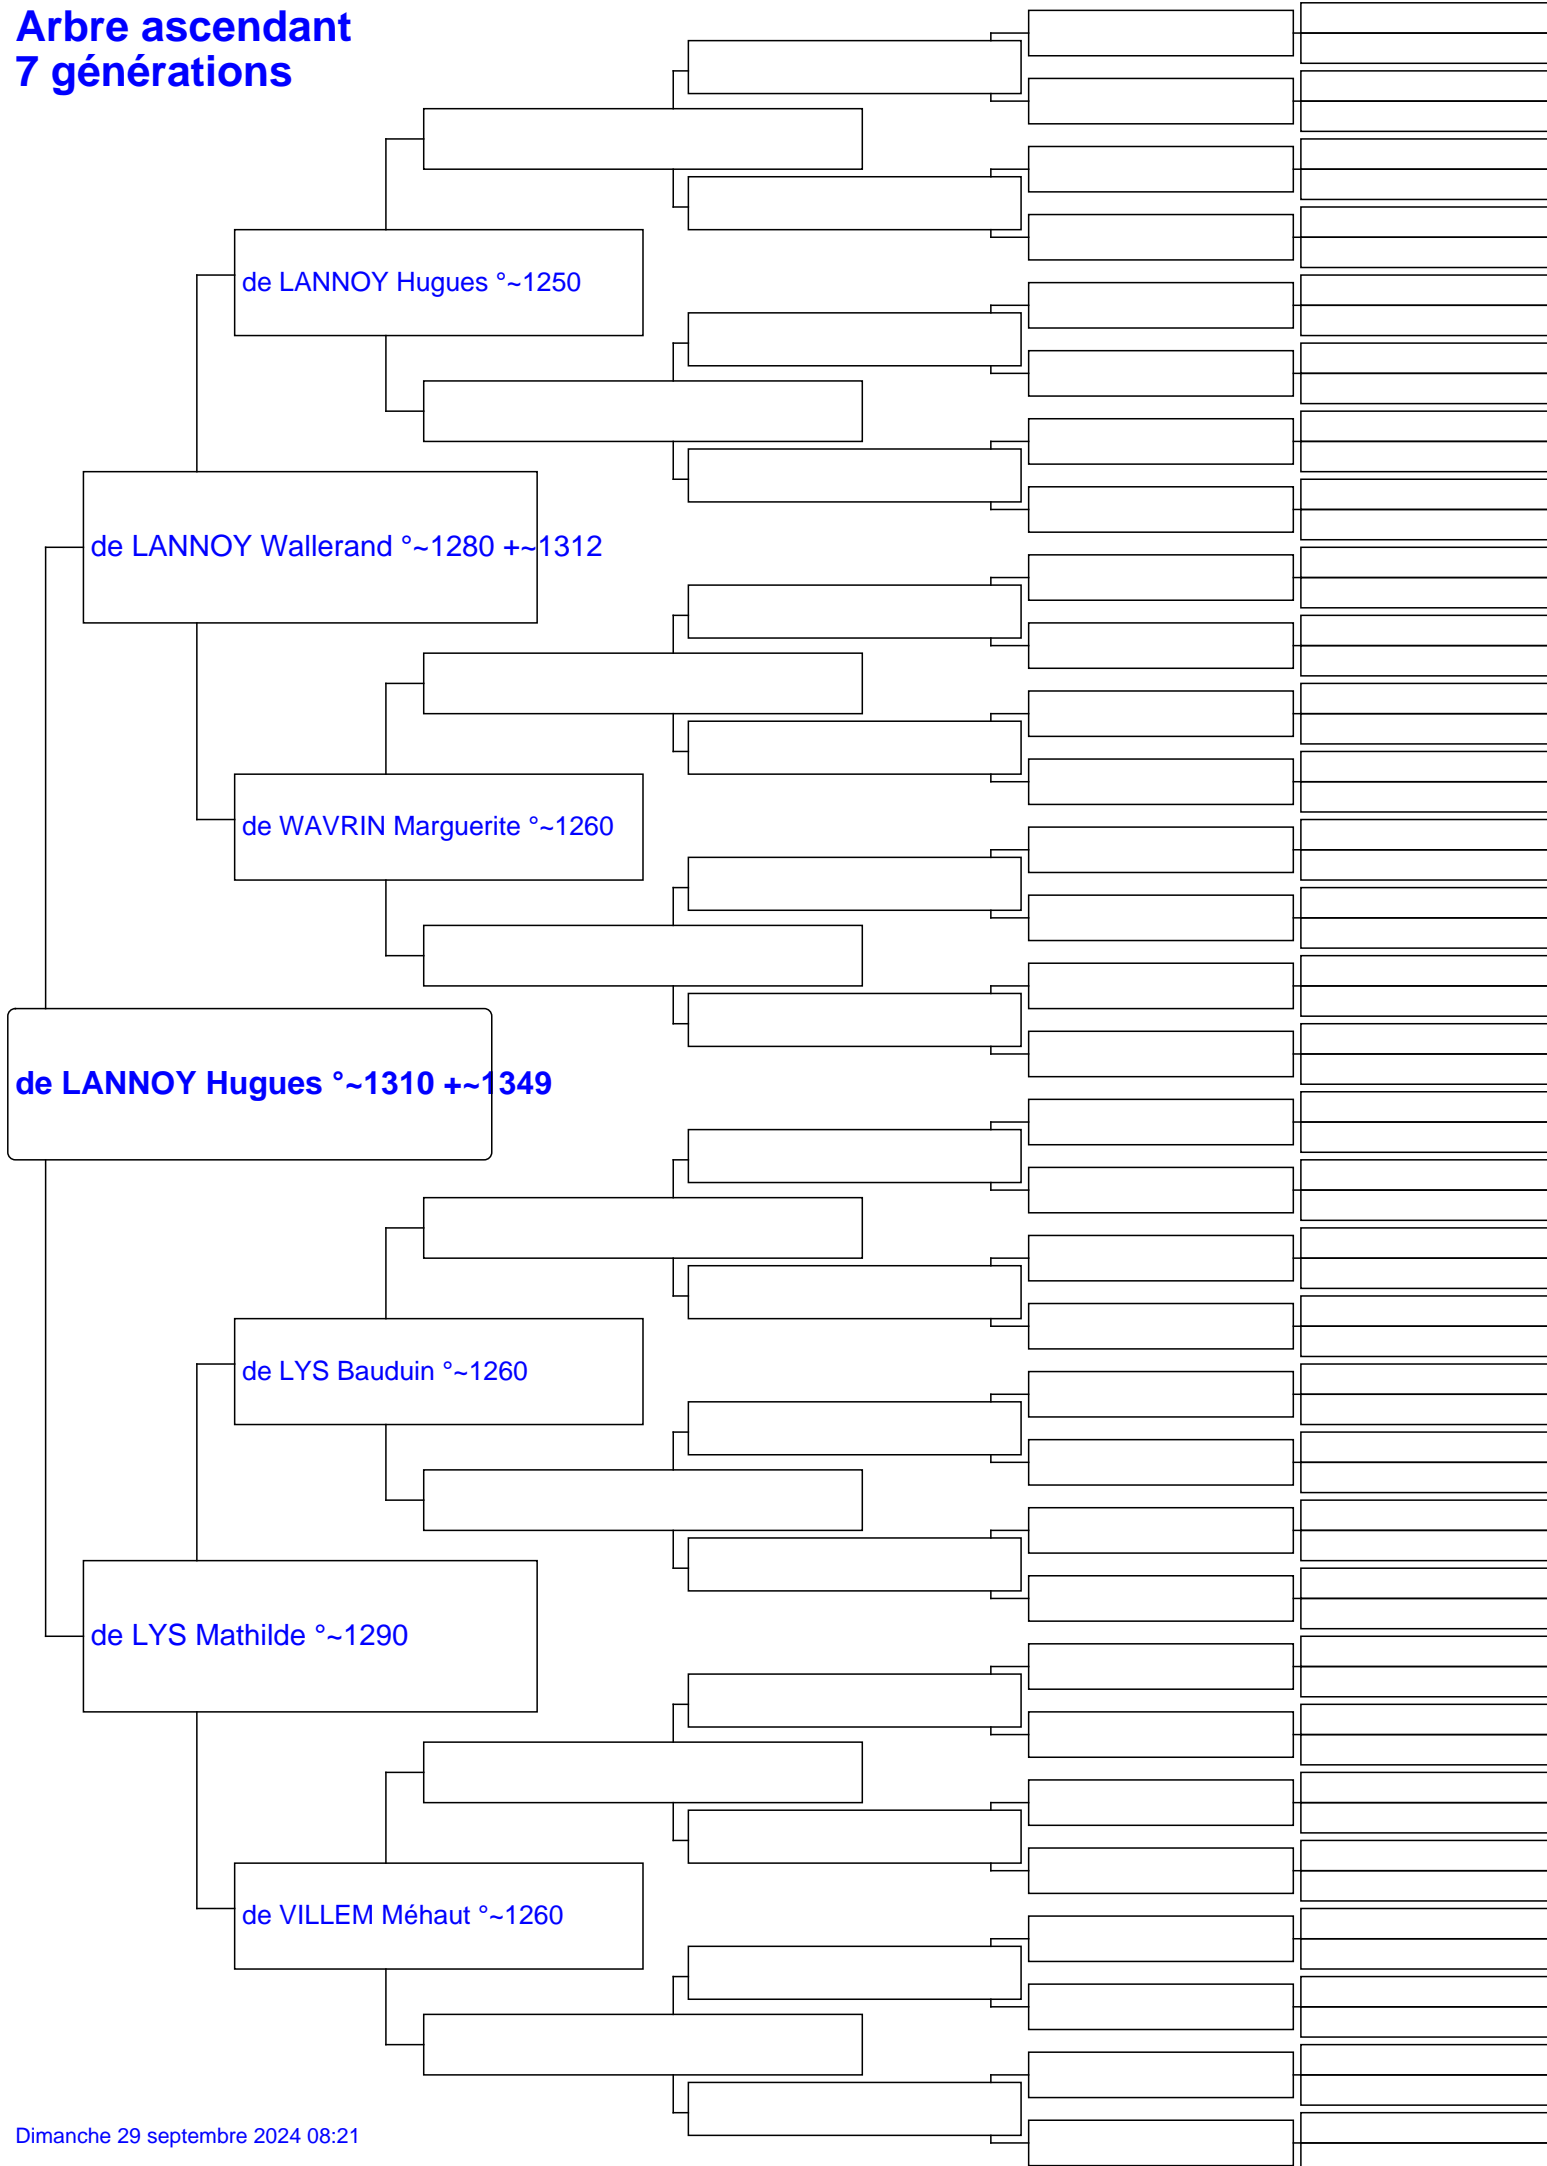 Arbre ascendant
7 générations
de LANNOY Hugues °~1250
de LANNOY Wallerand °~1280 +~1312
de WAVRIN Marguerite °~1260
de LANNOY Hugues °~1310 +~1349
de LYS Bauduin °~1260
de LYS Mathilde °~1290
de VILLEM Méhaut °~1260
Dimanche 29 septembre 2024 08:21